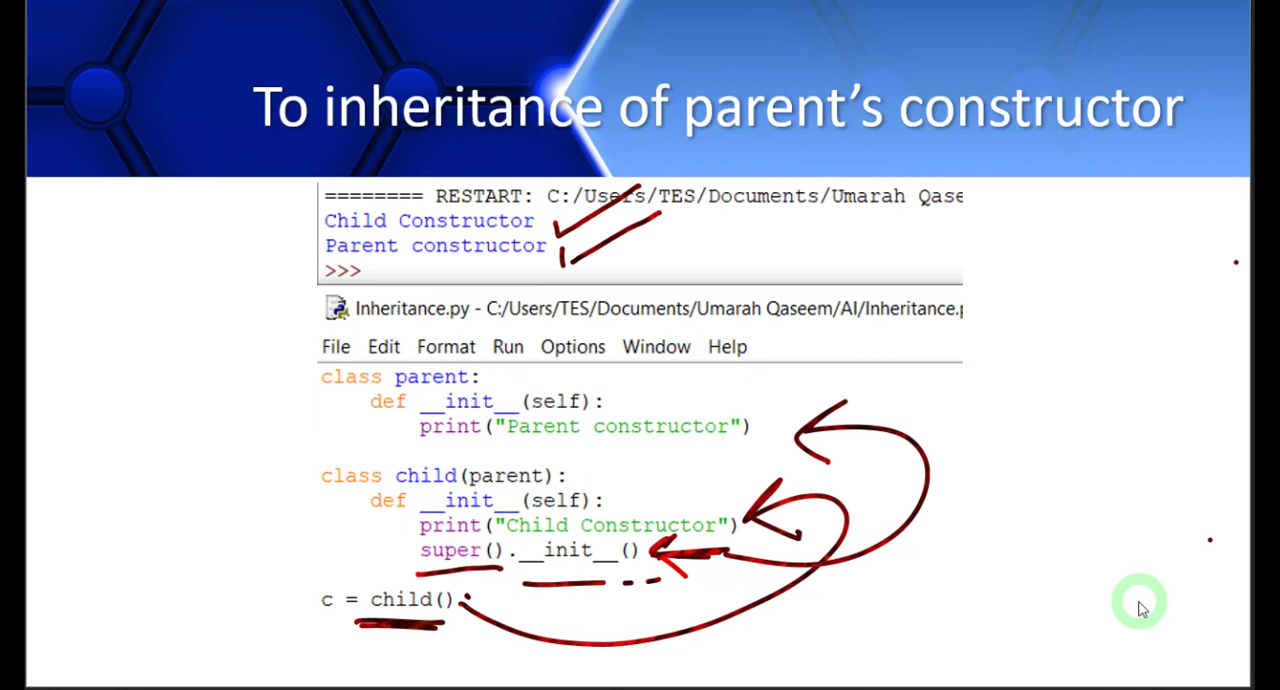 To inheritance of parent's constructor
======== RESTART: C:/Users/TES/Documents/Umarah Qase
Child Constructor
Parent constructor
>>>
Inheritance.py - C:/Users/TES/Documents/Umarah Qaseem/AI/Inheritance.p
File Edit Format Run Options Window Help
class parent:
    def __init__(self):
        print("Parent constructor")
class child(parent):
    def __init__(self):
        print("Child Constructor")
        super().__init__()
c = child()